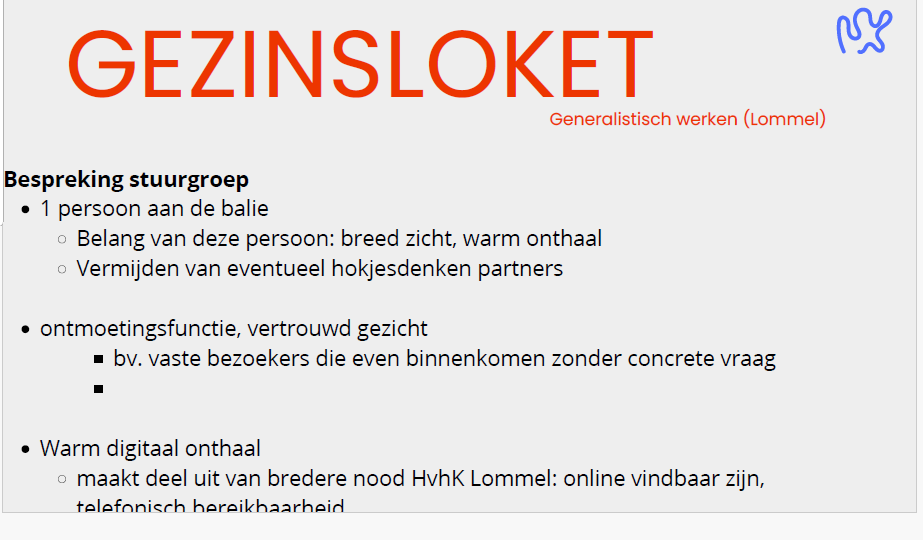 GEZINSLOKET
Generalistisch werken (Lommel)
Bespreking stuurgroep
1 persoon aan de balie
Belang van deze persoon: breed zicht, warm onthaal
Vermijden van eventueel hokjesdenken partners
ontmoetingsfunctie, vertrouwd gezicht
bv. vaste bezoekers die even binnenkomen zonder concrete vraag
Warm digitaal onthaal
maakt deel uit van bredere nood HvhK Lommel: online vindbaar zijn,
telefonisch bereikbaarheid